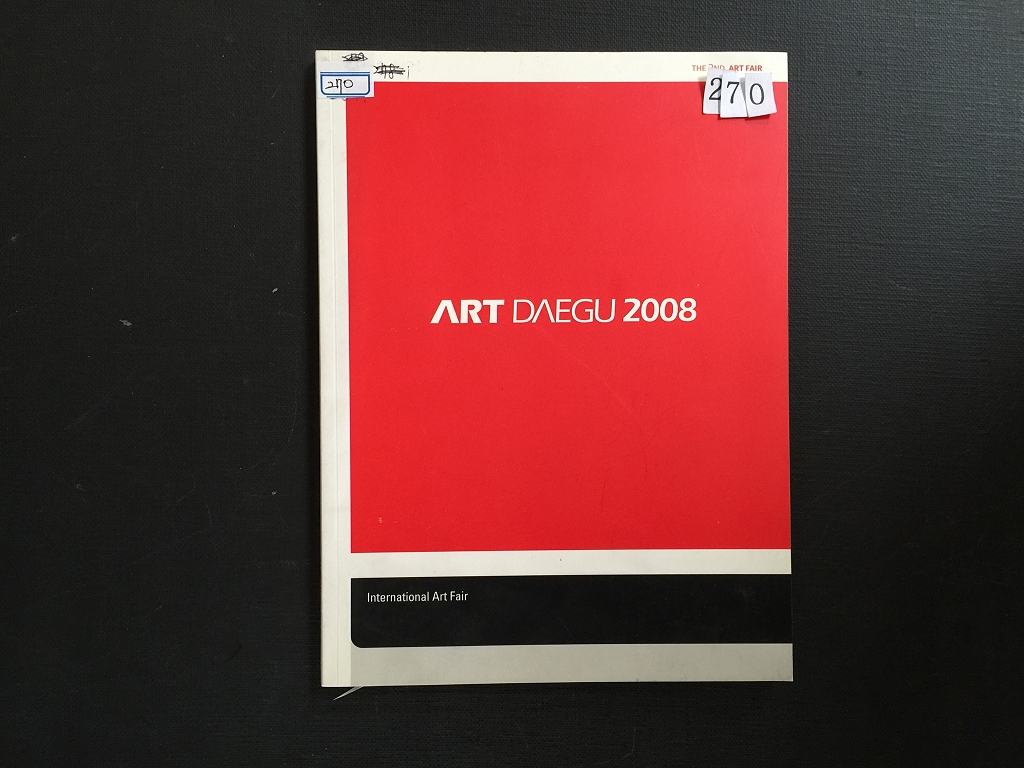 THE 2ND ART FAIR
270
270
ART DAEGU 2008
International Art Fair